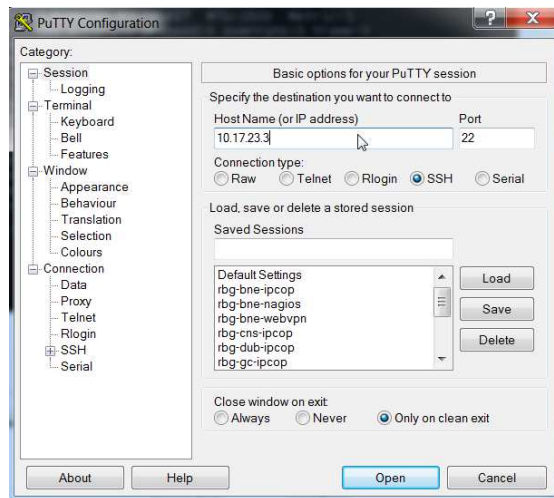 PuTTY Configuration
Category:
Session
Logging
Terminal
Keyboard
Bell
Features
Window
Appearance
Behaviour
Translation
Selection
Colours
Connection
Data
Proxy
Telnet
Rlogin
SSH
Serial
Basic options for your PuTTY session
Specify the destination you want to connect to
Host Name (or IP address) Port
10.17.23.3 22
Connection type:
Raw Telnet Rlogin SSH Serial
Load, save or delete a stored session
Saved Sessions
Default Settings
rbg-bne-ipcop
rbg-bne-nagios
rbg-bne-webvpn
rbg-cns-ipcop
rbg-dub-ipcop
rbg-gc-ipcop
Load
Save
Delete
Close window on exit:
Always Never Only on clean exit
About Help Open Cancel